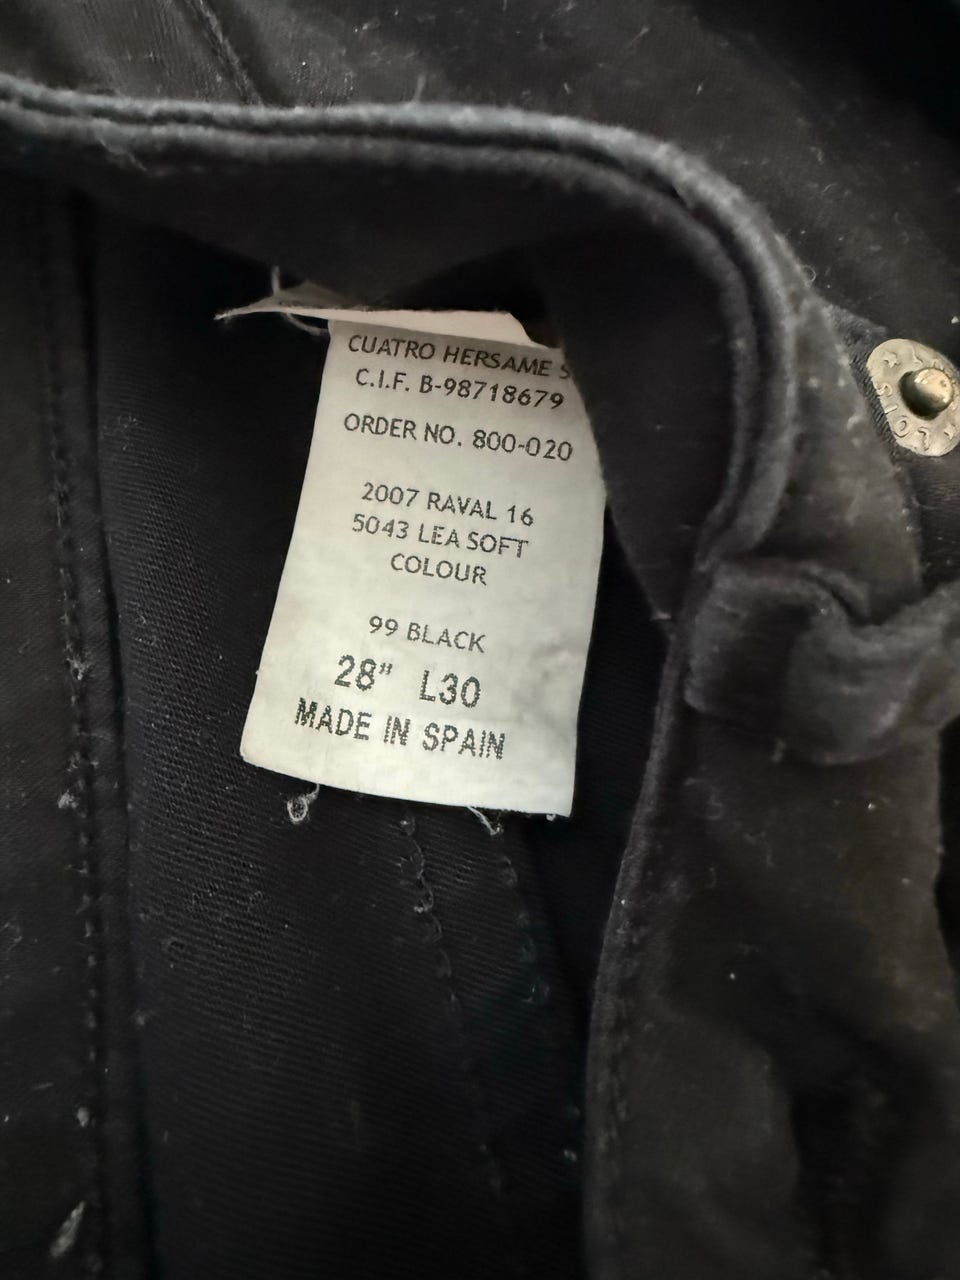 CUATRO HERSAME S
C.I.F. B-98718679
ORDER NO. 800-020
2007 RAVAL 16
5043 LEA SOFT
COLOUR
99 BLACK
28" L30
MADE IN SPAIN
LOIS